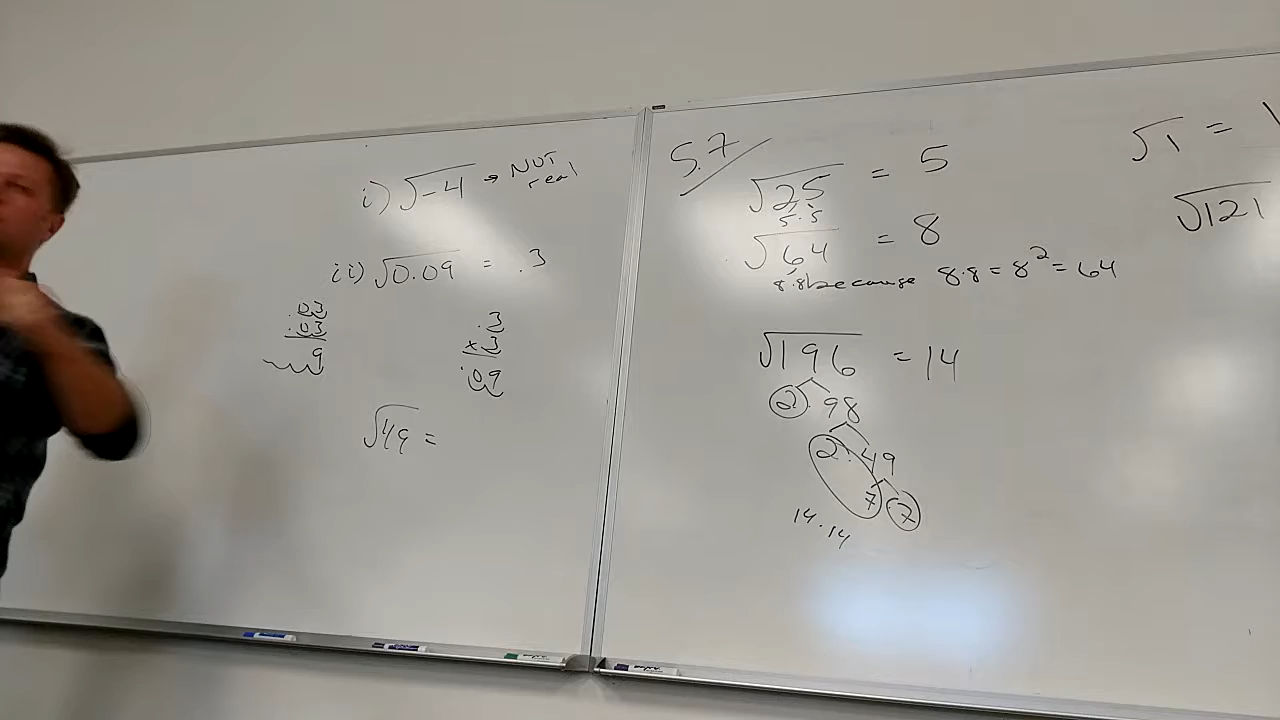 i) √-4 → NOT real
ii) √0.09 = .3
.03
.03
9
.3
x .3
.09
√49 =
5.7
√25 = 5
5.5
√64 = 8
8.8 because 8·8 = 8² = 64
√196 = 14
2 · 98
2 · 49
7 · 7
14.14
√1 = 1
√121